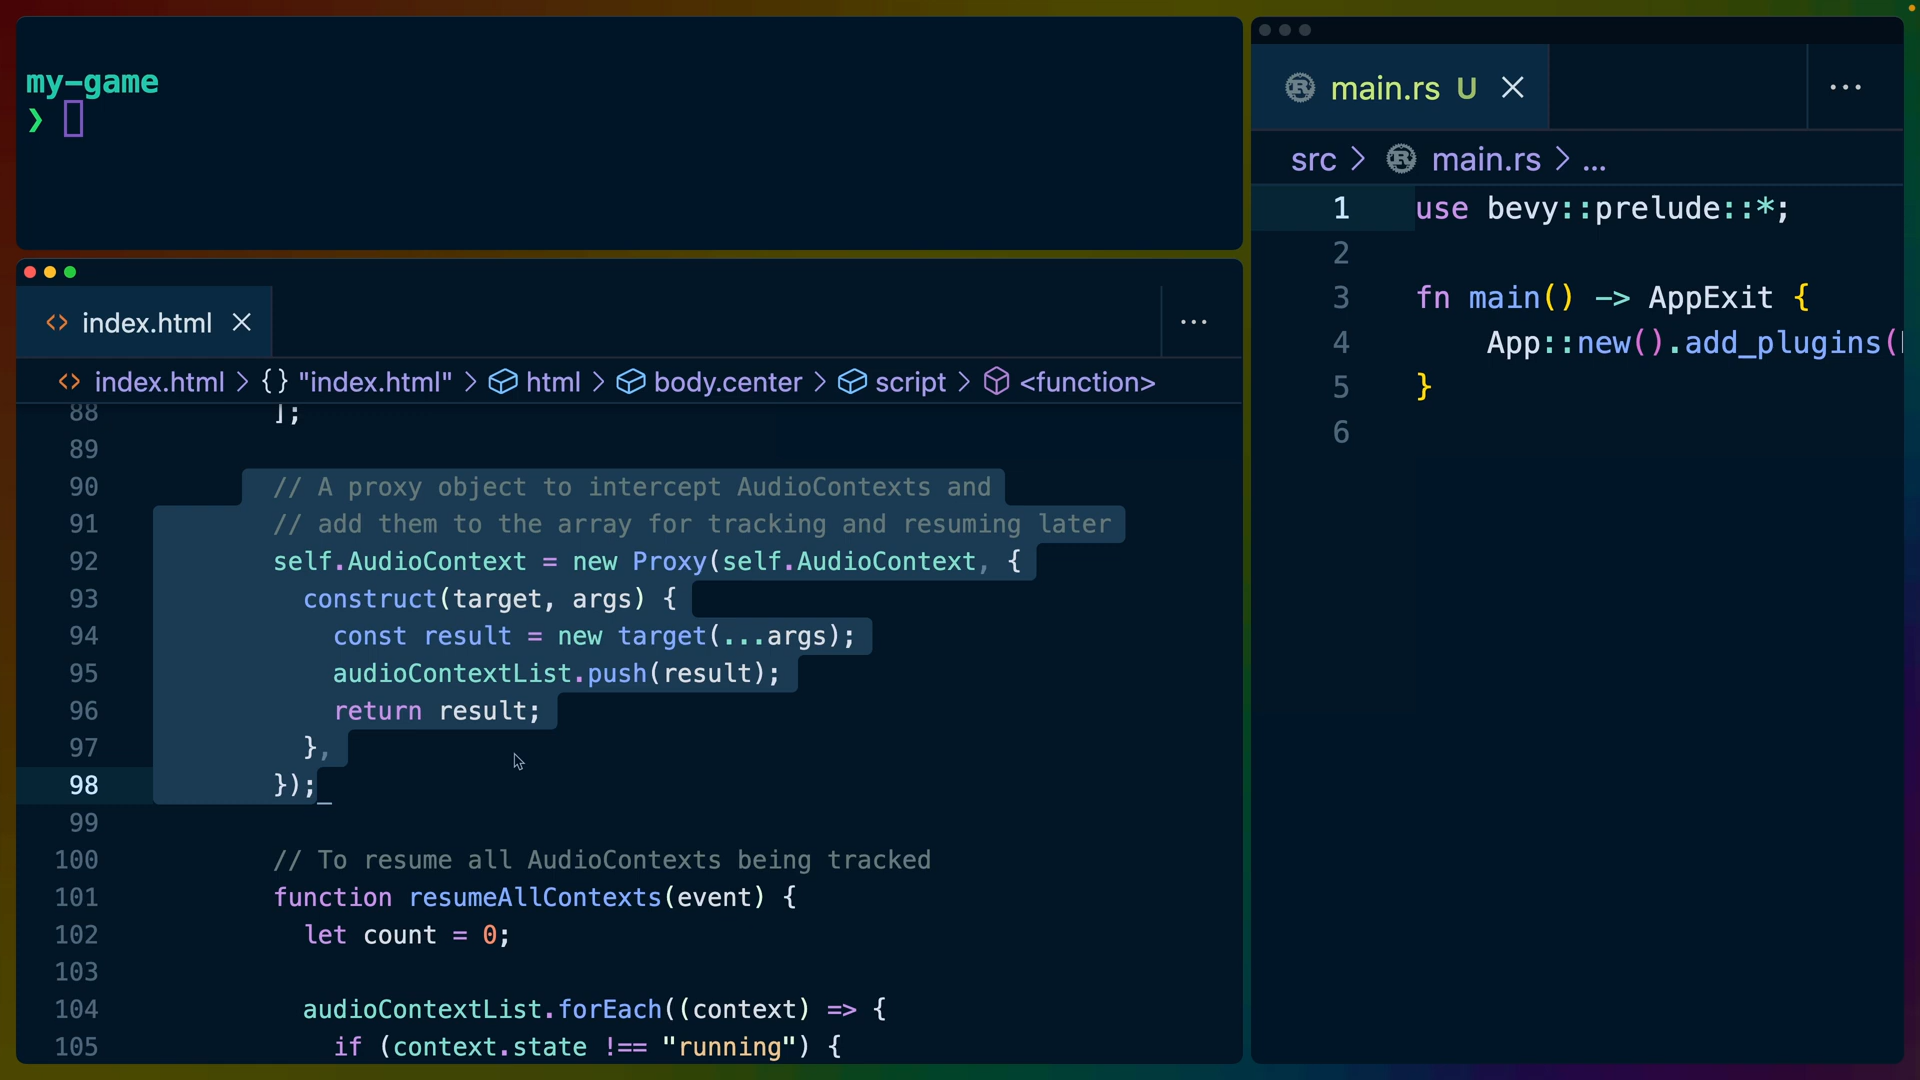 my-game
❯
index.html
...
index.html > {} "index.html" > html > body.center > script > <function>
88 ];
89
90 // A proxy object to intercept AudioContexts and
91 // add them to the array for tracking and resuming later
92 self.AudioContext = new Proxy(self.AudioContext, {
93 construct(target, args) {
94 const result = new target(...args);
95 audioContextList.push(result);
96 return result;
97 },
98 });
99
100 // To resume all AudioContexts being tracked
101 function resumeAllContexts(event) {
102 let count = 0;
103
104 audioContextList.forEach((context) => {
105 if (context.state !== "running") {
main.rs U
...
src > main.rs > ...
1 use bevy::prelude::*;
2
3 fn main() -> AppExit {
4 App::new().add_plugins(
5 }
6